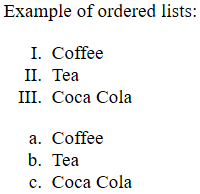 Example of ordered lists:
I. Coffee
II. Tea
III. Coca Cola
a. Coffee
b. Tea
c. Coca Cola